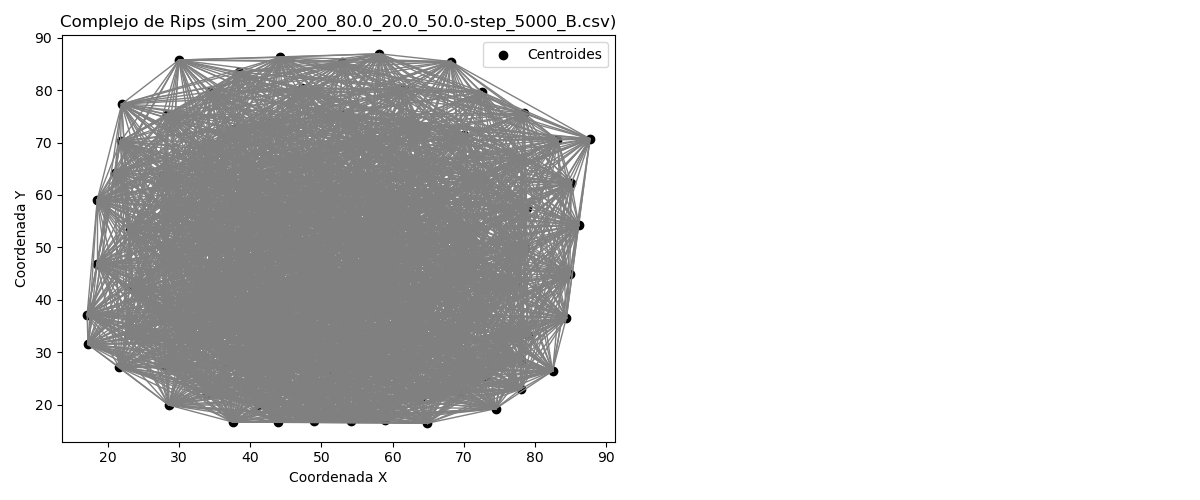 Complejo de Rips (sim_200_200_80.0_20.0_50.0-step_5000_B.csv)
Centroides
90
80
70
60
50
40
30
20
Coordenada Y
20 30 40 50 60 70 80 90
Coordenada X